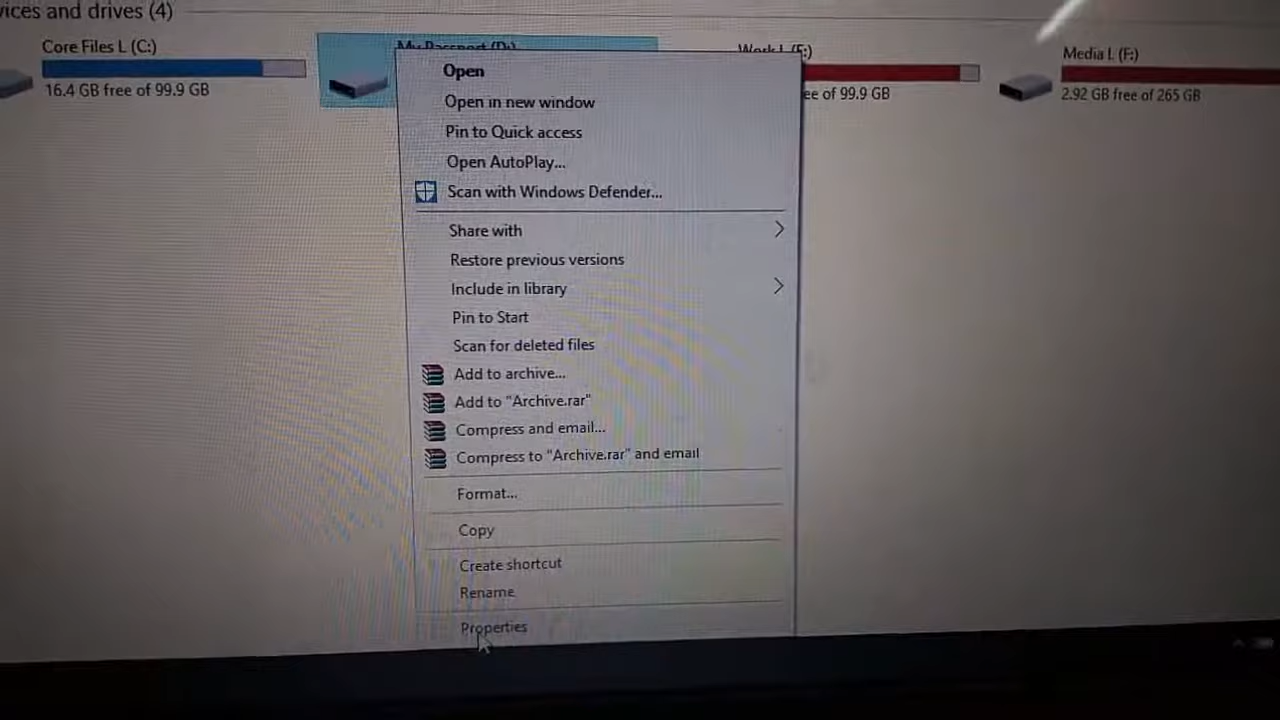 vices and drives (4)
Core Files L (C:)
16.4 GB free of 99.9 GB
My Passport (D:)
Work L (E:)
ee of 99.9 GB
Media L (F:)
2.92 GB free of 265 GB
Open
Open in new window
Pin to Quick access
Open AutoPlay...
Scan with Windows Defender...
Share with
Restore previous versions
Include in library
Pin to Start
Scan for deleted files
Add to archive...
Add to "Archive.rar"
Compress and email...
Compress to "Archive.rar" and email
Format...
Copy
Create shortcut
Rename
Properties